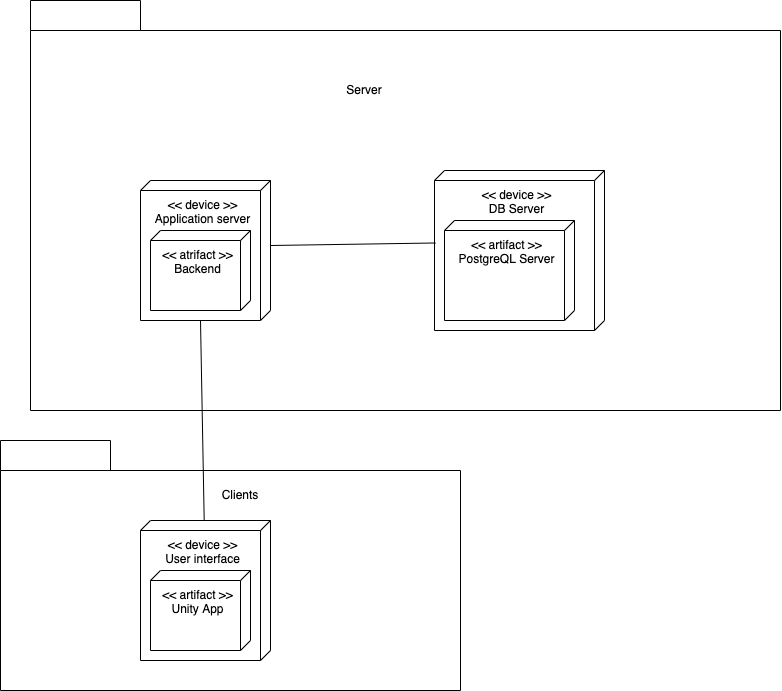 Server
<< device >>
Application server
<< atrifact >>
Backend
<< device >>
DB Server
<< artifact >>
PostgreQL Server
Clients
<< device >>
User interface
<< artifact >>
Unity App